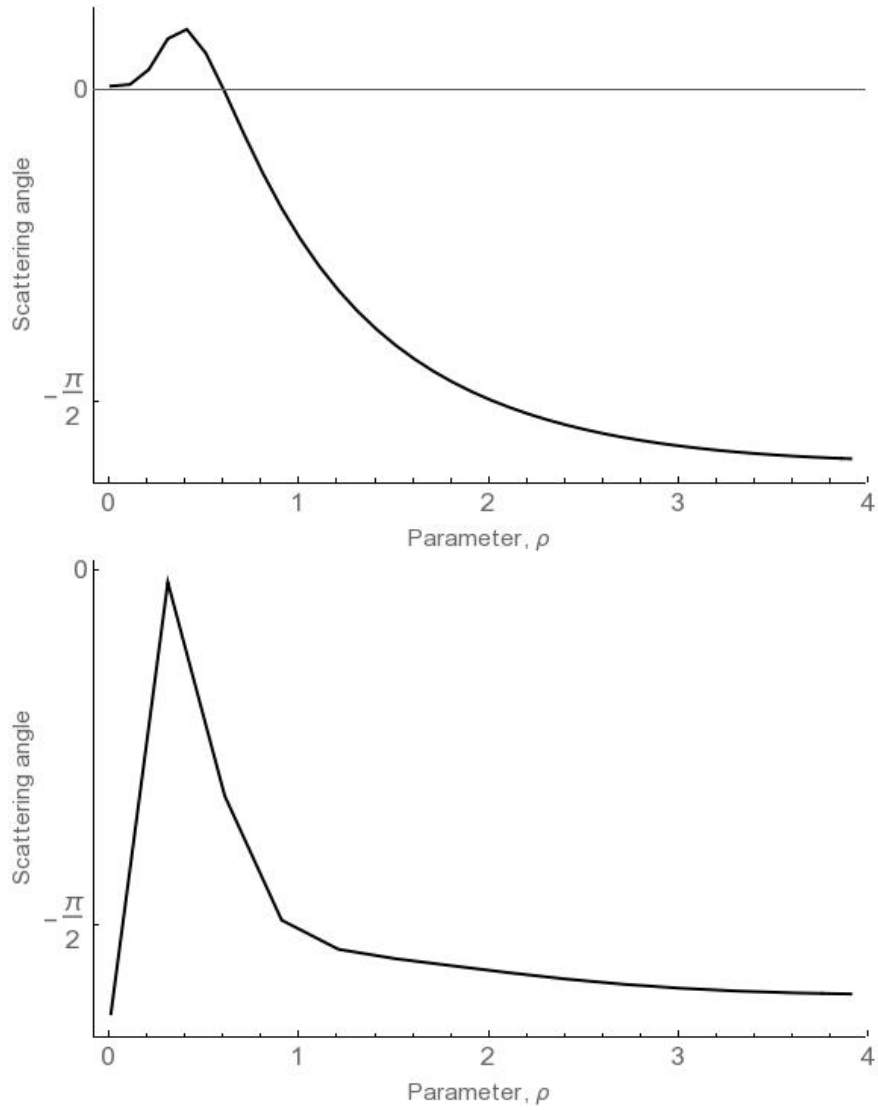 0
Scattering angle
-π/2
0 1 2 3 4
Parameter, ρ
0
Scattering angle
-π/2
0 1 2 3 4
Parameter, ρ